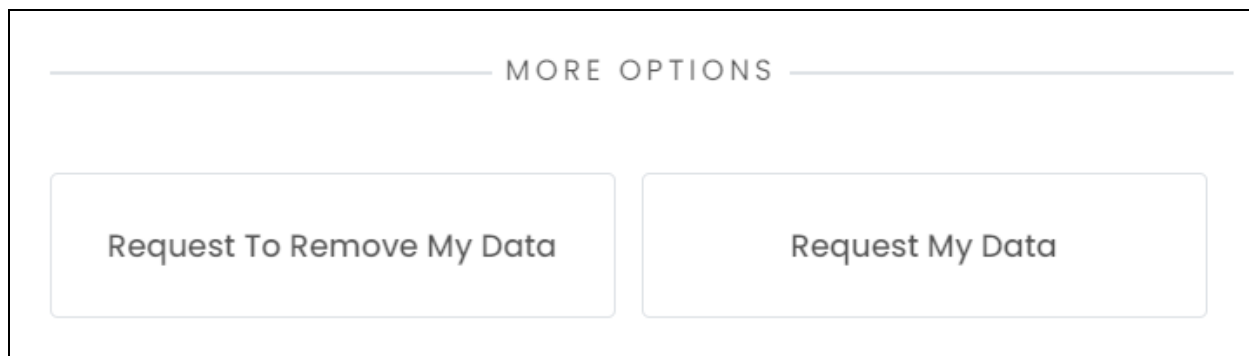 MORE OPTIONS
Request To Remove My Data
Request My Data